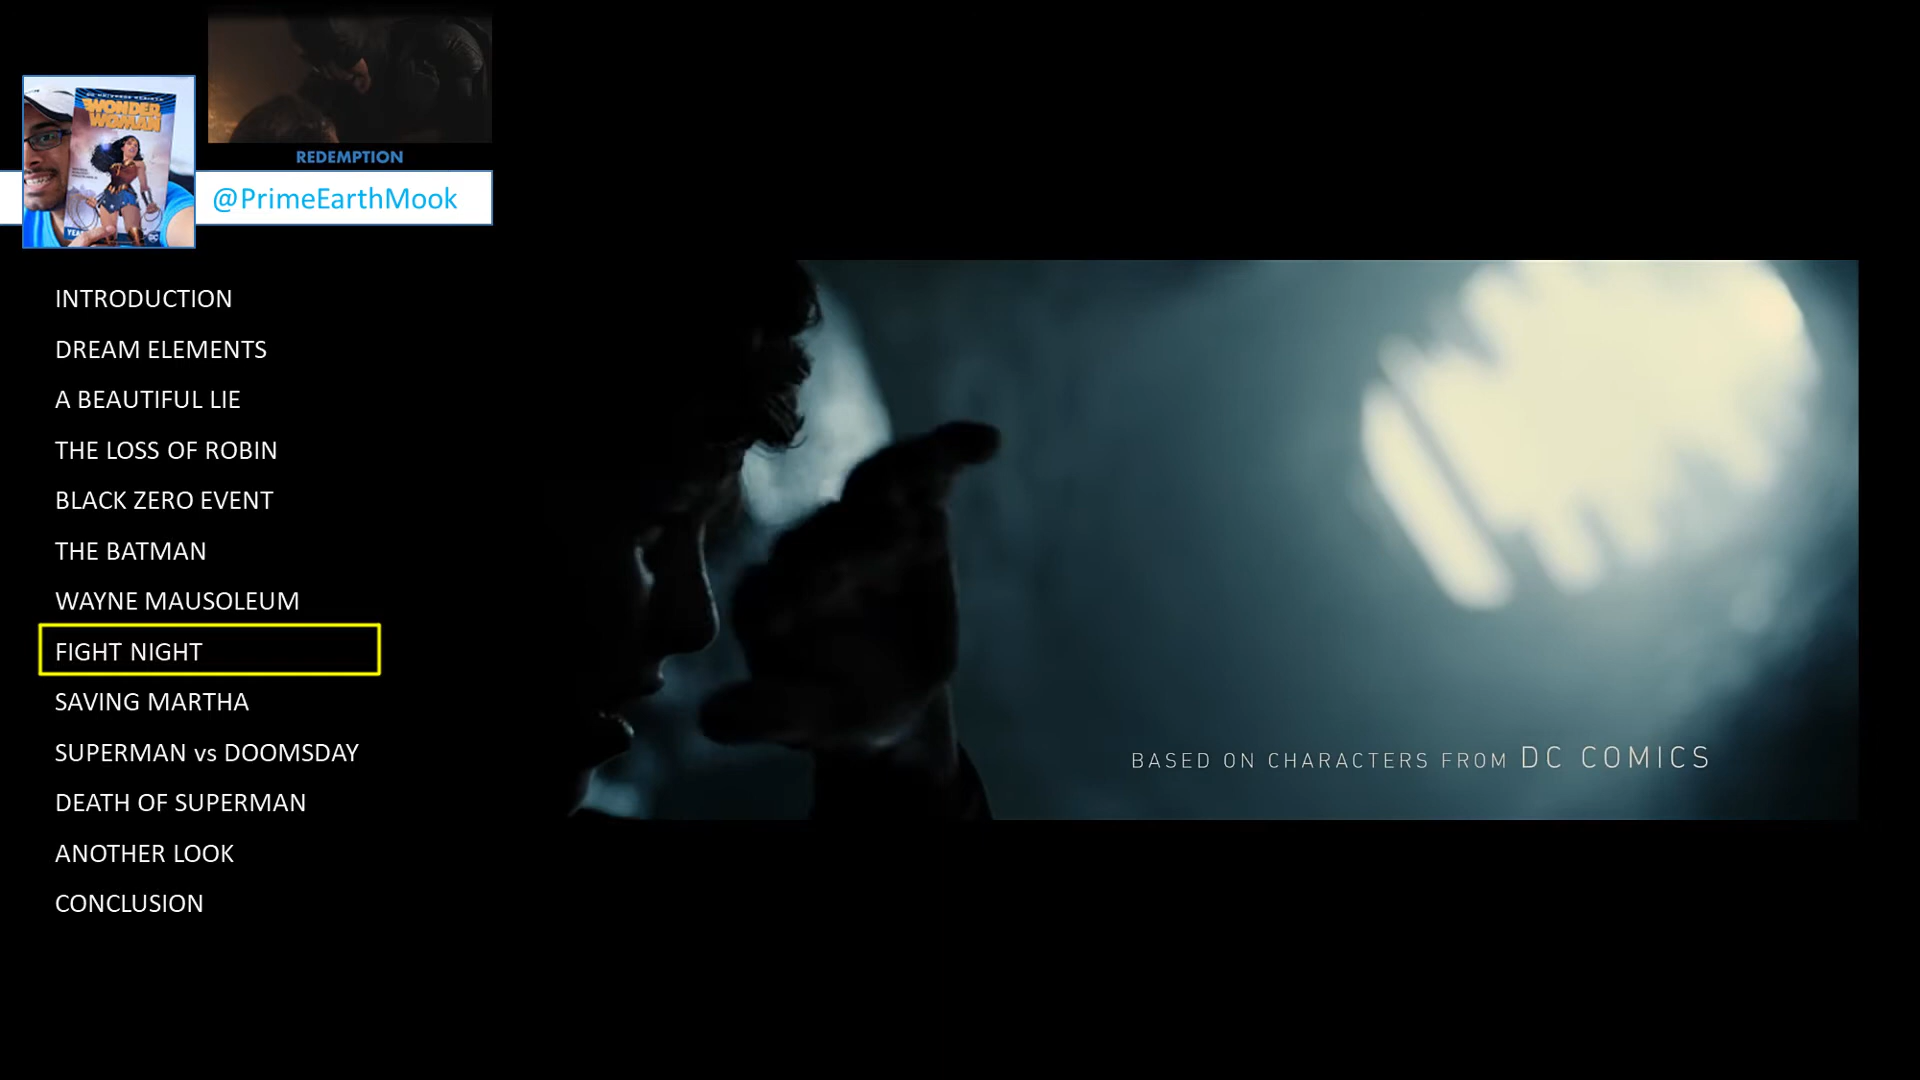 WONDER
WOMAN
REDEMPTION
@PrimeEarthMook
INTRODUCTION
DREAM ELEMENTS
A BEAUTIFUL LIE
THE LOSS OF ROBIN
BLACK ZERO EVENT
THE BATMAN
WAYNE MAUSOLEUM
FIGHT NIGHT
SAVING MARTHA
SUPERMAN vs DOOMSDAY
DEATH OF SUPERMAN
ANOTHER LOOK
CONCLUSION
BASED ON CHARACTERS FROM DC COMICS